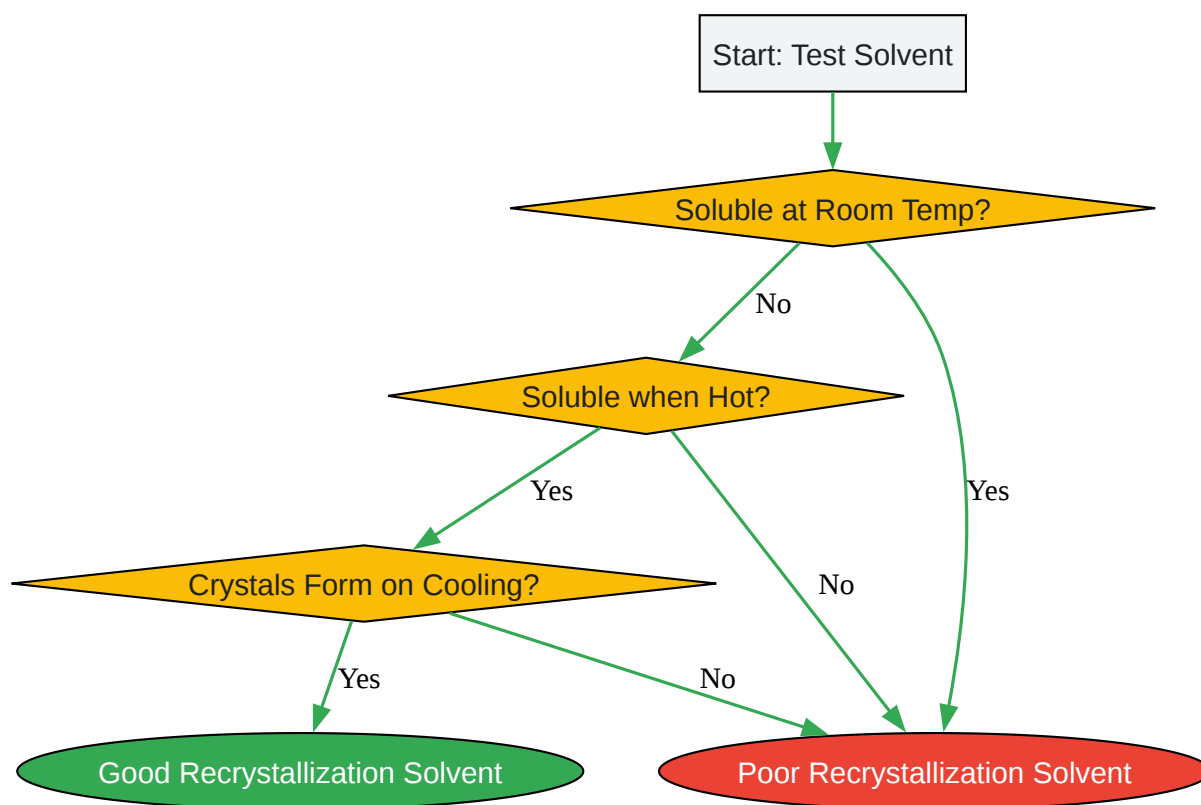 Start: Test Solvent
Soluble at Room Temp?
No
Soluble when Hot?
Yes
Yes
No
Crystals Form on Cooling?
Yes
No
Good Recrystallization Solvent
Poor Recrystallization Solvent